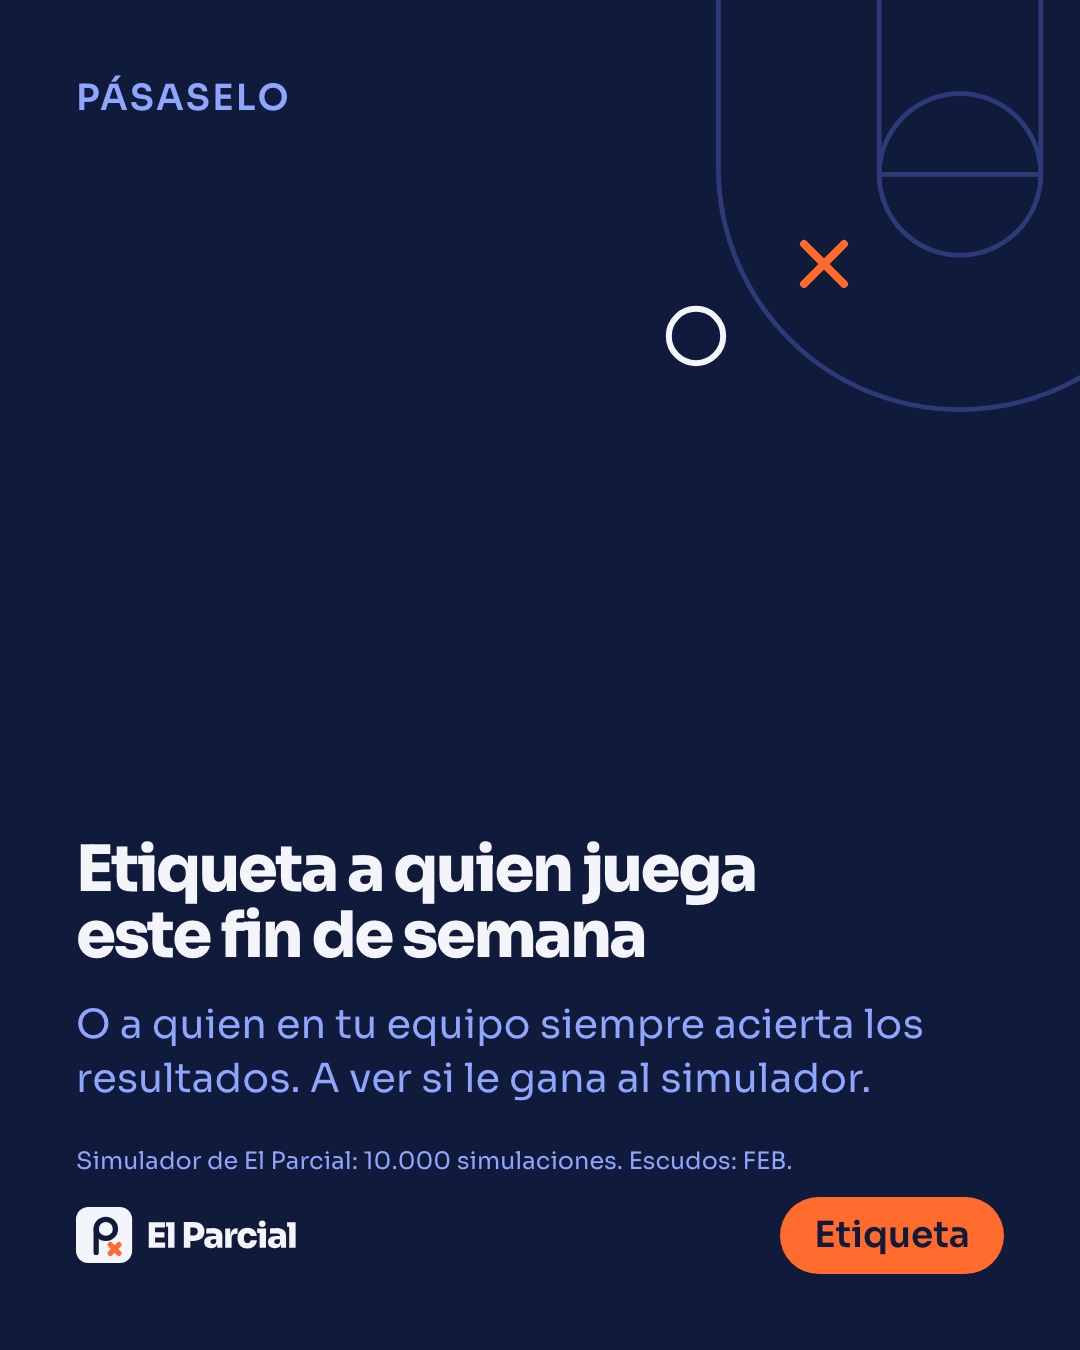 PÁSASELO
Etiqueta a quien juega
este fin de semana
O a quien en tu equipo siempre acierta los
resultados. A ver si le gana al simulador.
Simulador de El Parcial: 10.000 simulaciones. Escudos: FEB.
El Parcial
Etiqueta